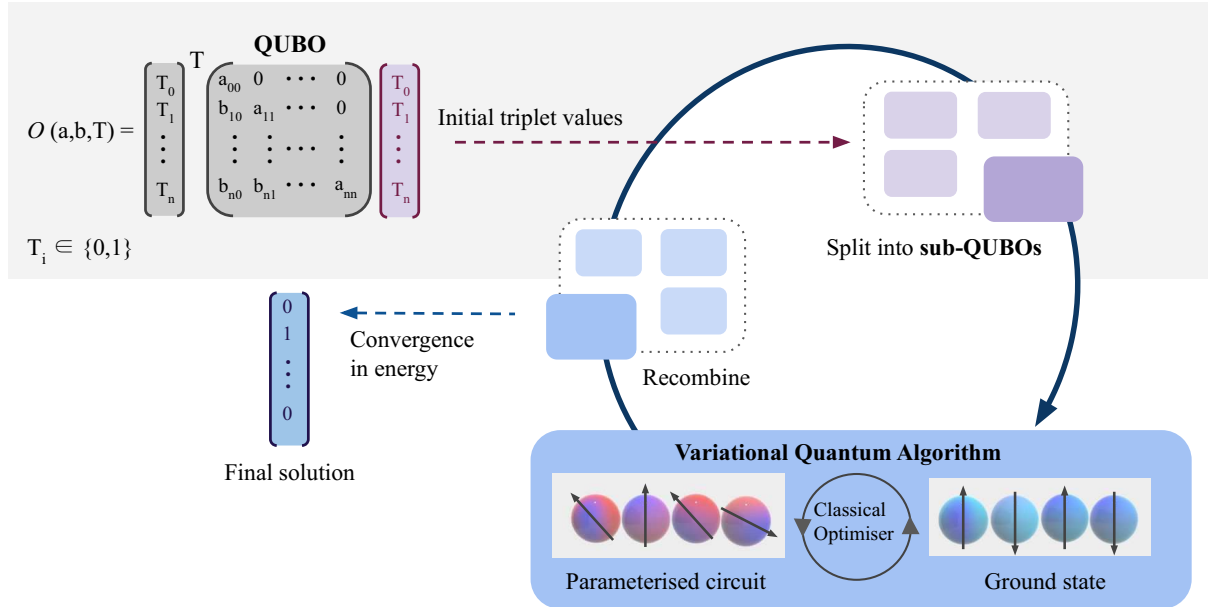 QUBO
T
O (a,b,T) =
T₀ a₀₀ 0 ··· 0 T₀
T₁ b₁₀ a₁₁ ··· 0 T₁
⋮ ⋮ ⋮ ··· ⋮ ⋮
Tₙ bₙ₀ bₙ₁ ··· aₙₙ Tₙ
Tᵢ ∈ {0,1}
Initial triplet values
Split into sub-QUBOs
0
1
⋮
0
Final solution
Convergence
in energy
Recombine
Variational Quantum Algorithm
Classical
Optimiser
Parameterised circuit
Ground state